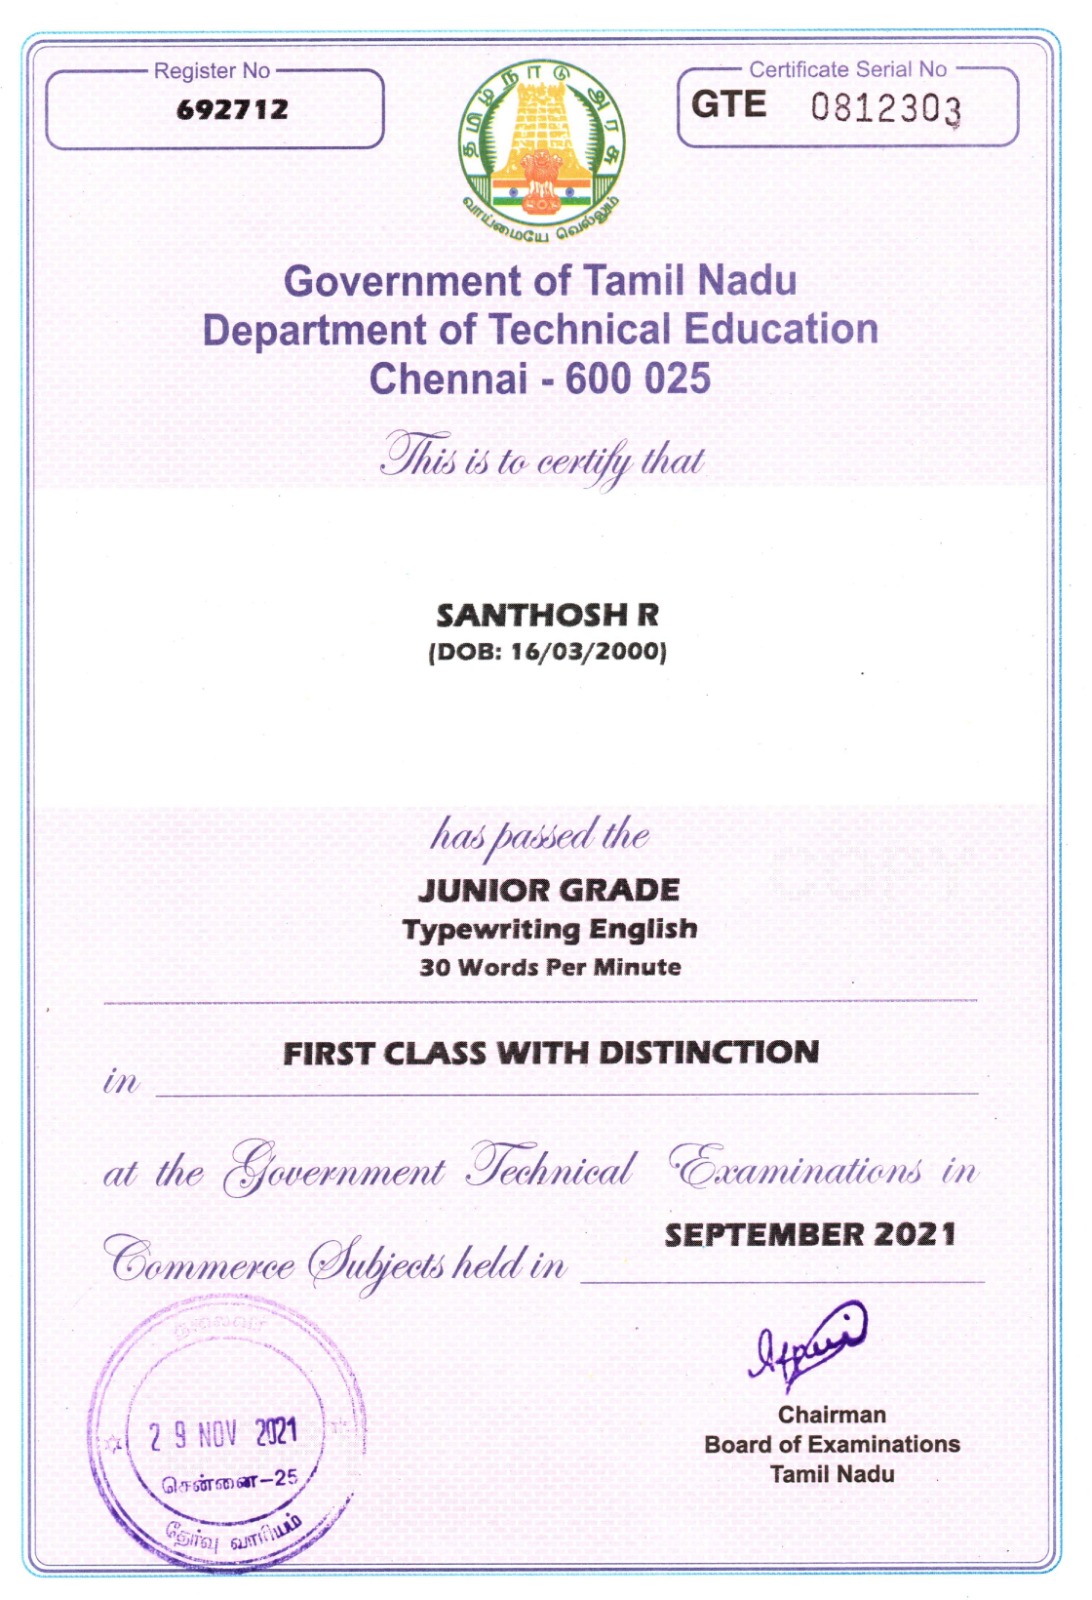 Register No
692712
Certificate Serial No
GTE 0812303
தமிழ்நாடு அரசு
வாய்மையே வெல்லும்
Government of Tamil Nadu
Department of Technical Education
Chennai - 600 025
This is to certify that
SANTHOSH R
(DOB: 16/03/2000)
has passed the
JUNIOR GRADE
Typewriting English
30 Words Per Minute
FIRST CLASS WITH DISTINCTION
in
at the Government Technical Examinations in
SEPTEMBER 2021
Commerce Subjects held in
29 NOV 2021
சென்னை-25
தேர்வு வாரியம்
Chairman
Board of Examinations
Tamil Nadu